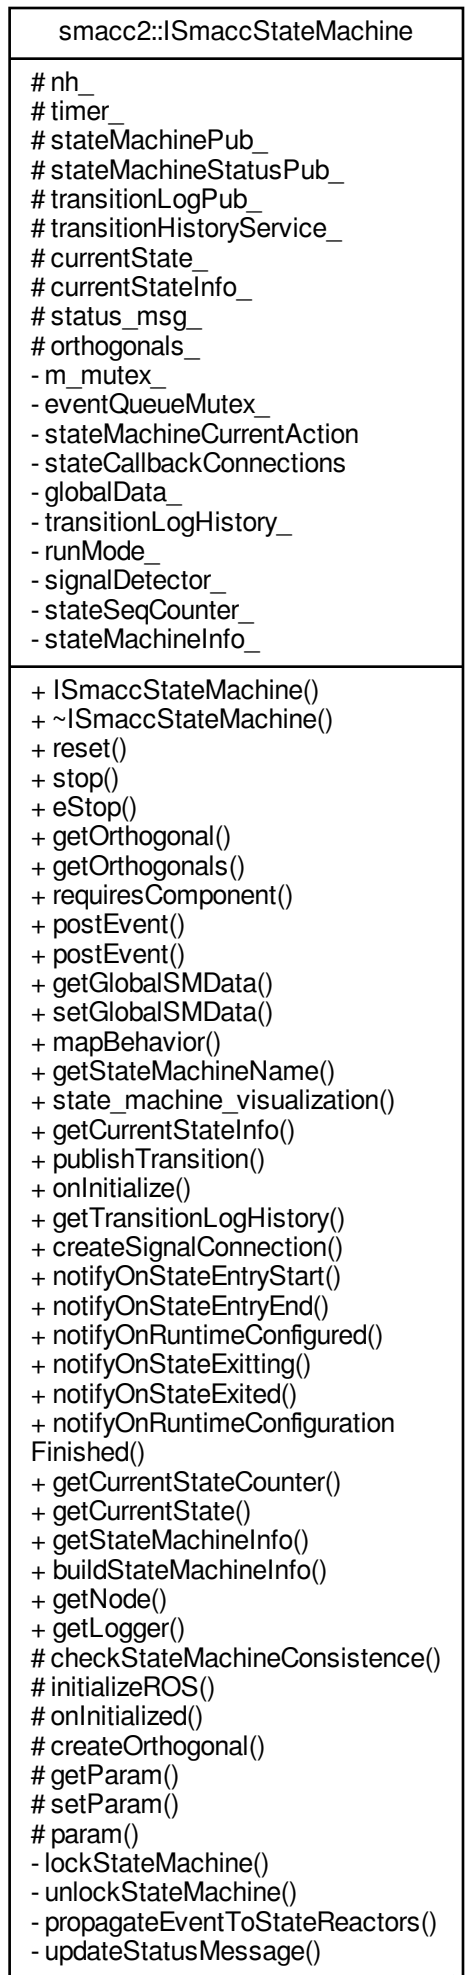 smacc2::ISmaccStateMachine
# nh_
# timer_
# stateMachinePub_
# stateMachineStatusPub_
# transitionLogPub_
# transitionHistoryService_
# currentState_
# currentStateInfo_
# status_msg_
# orthogonals_
- m_mutex_
- eventQueueMutex_
- stateMachineCurrentAction
- stateCallbackConnections
- globalData_
- transitionLogHistory_
- runMode_
- signalDetector_
- stateSeqCounter_
- stateMachineInfo_
+ ISmaccStateMachine()
+ ~ISmaccStateMachine()
+ reset()
+ stop()
+ eStop()
+ getOrthogonal()
+ getOrthogonals()
+ requiresComponent()
+ postEvent()
+ postEvent()
+ getGlobalSMData()
+ setGlobalSMData()
+ mapBehavior()
+ getStateMachineName()
+ state_machine_visualization()
+ getCurrentStateInfo()
+ publishTransition()
+ onInitialize()
+ getTransitionLogHistory()
+ createSignalConnection()
+ notifyOnStateEntryStart()
+ notifyOnStateEntryEnd()
+ notifyOnRuntimeConfigured()
+ notifyOnStateExitting()
+ notifyOnStateExited()
+ notifyOnRuntimeConfiguration
Finished()
+ getCurrentStateCounter()
+ getCurrentState()
+ getStateMachineInfo()
+ buildStateMachineInfo()
+ getNode()
+ getLogger()
# checkStateMachineConsistence()
# initializeROS()
# onInitialized()
# createOrthogonal()
# getParam()
# setParam()
# param()
- lockStateMachine()
- unlockStateMachine()
- propagateEventToStateReactors()
- updateStatusMessage()